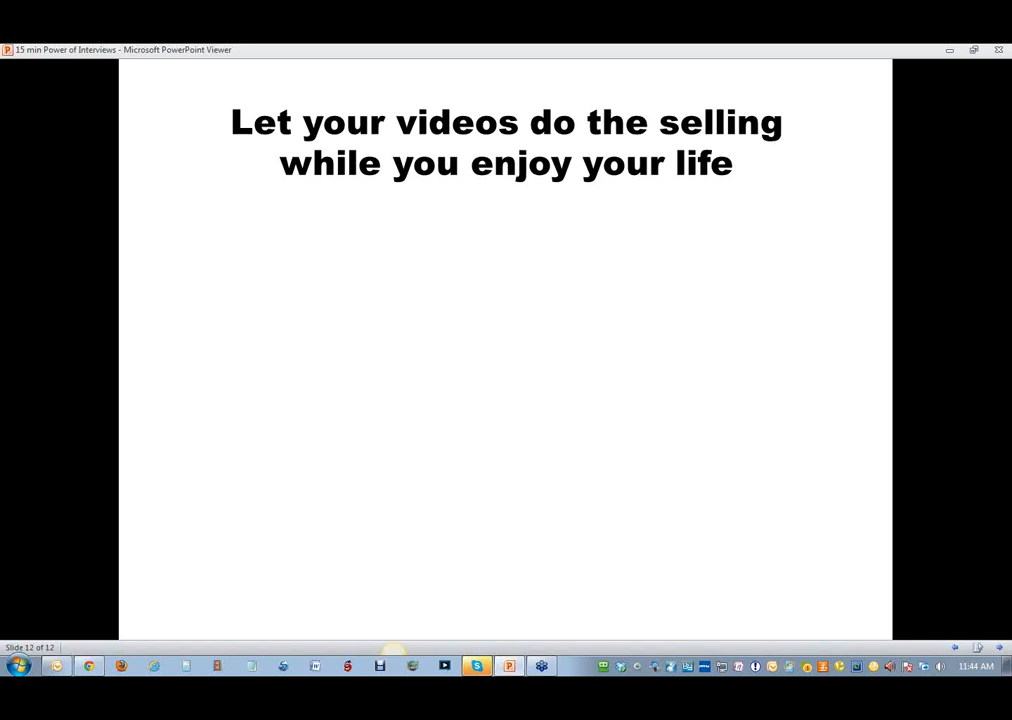 15 min Power of Interviews - Microsoft PowerPoint Viewer
Let your videos do the selling
while you enjoy your life
Slide 12 of 12
11:44 AM